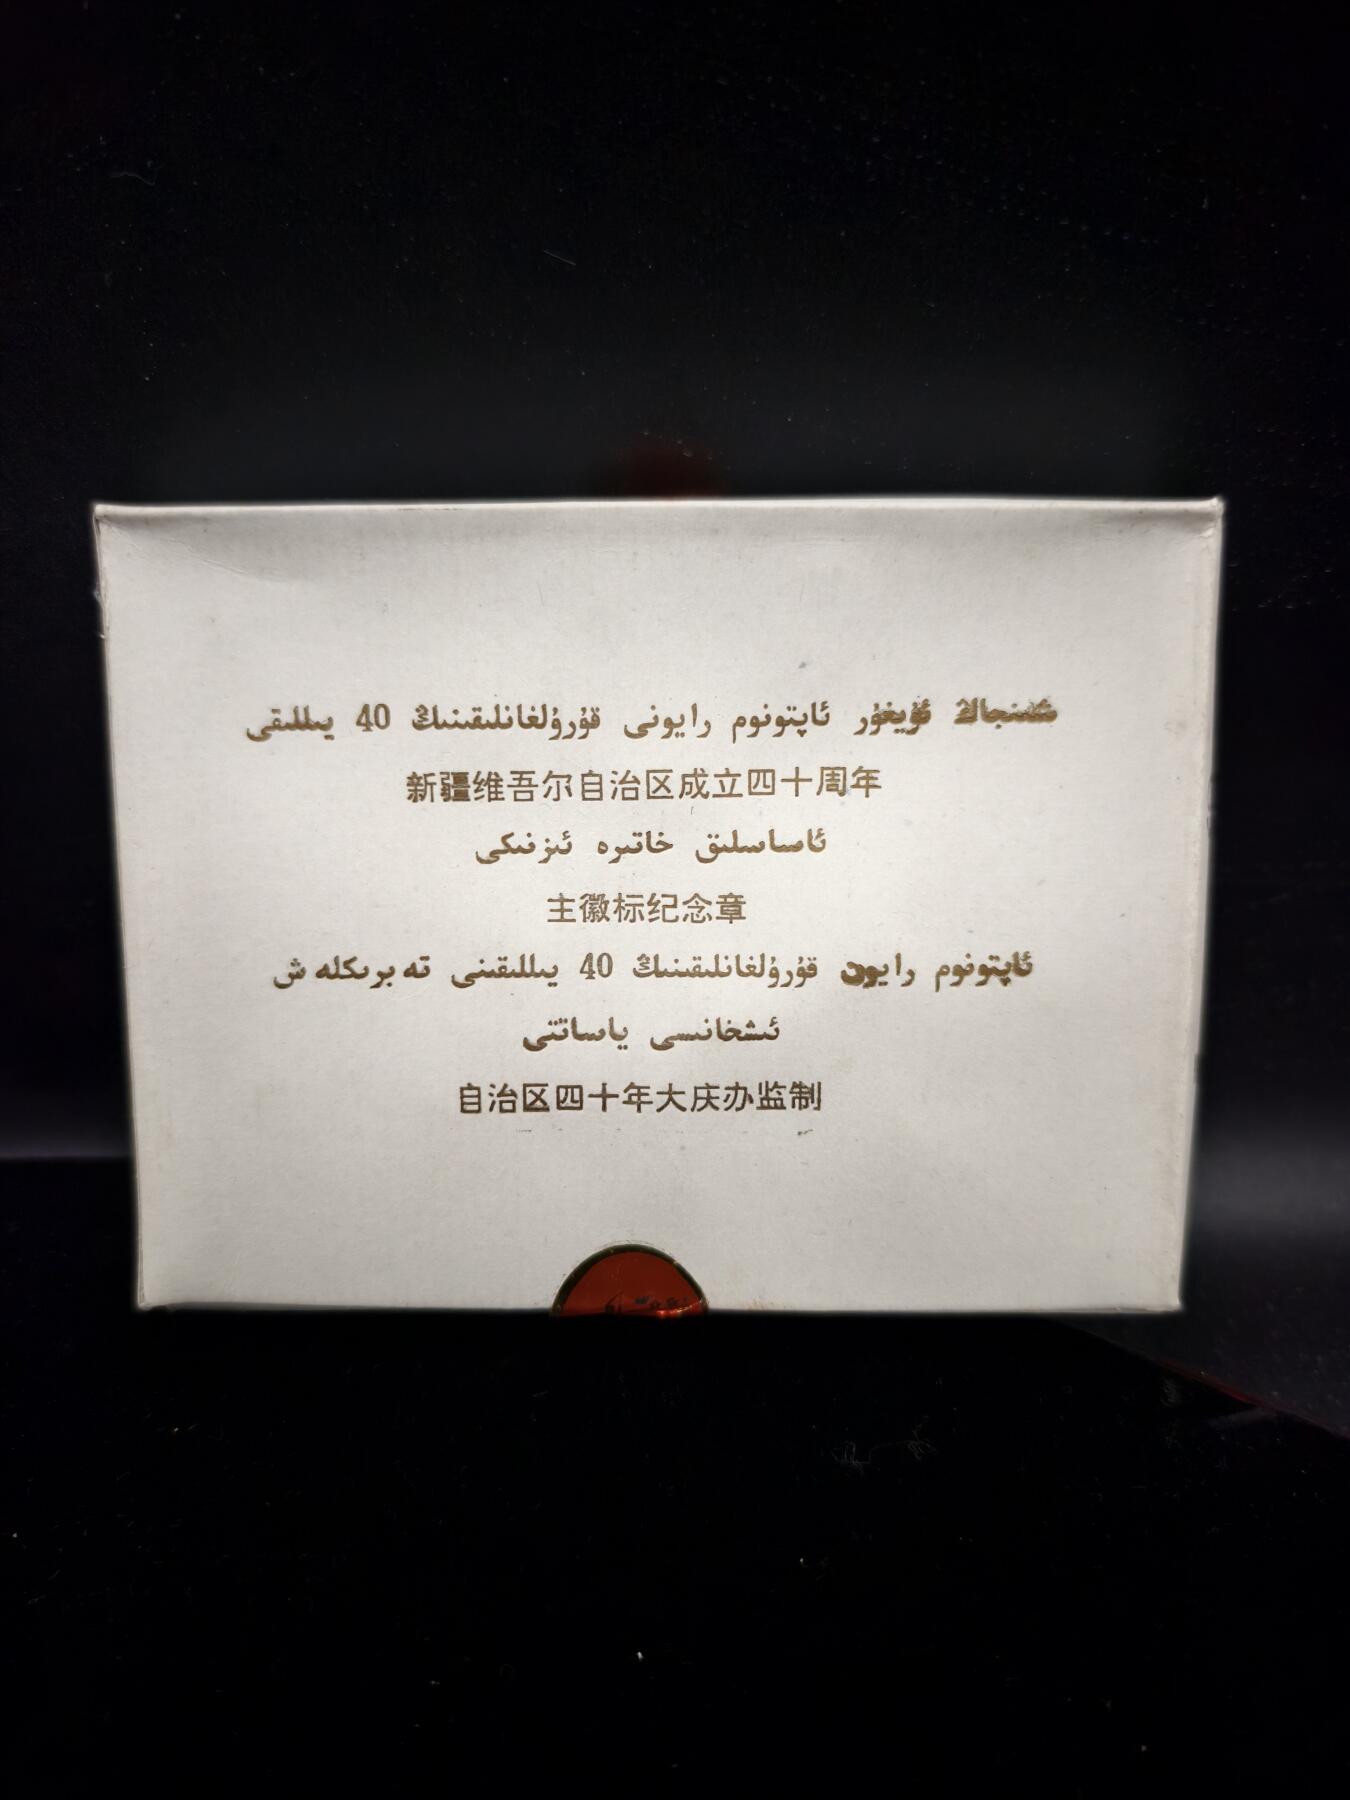 شىنجاڭ ئۇيغۇر ئاپتونوم رايونى قۇرۇلغانلىقىنىڭ 40 يىللىقى
新疆维吾尔自治区成立四十周年
ئاساسلىق خاتىرە ئىزنىكى
主徽标纪念章
ئاپتونوم رايون قۇرۇلغانلىقىنىڭ 40 يىللىقىنى تەبرىكلەش
ئىشخانىسى ياساتتى
自治区四十年大庆办监制